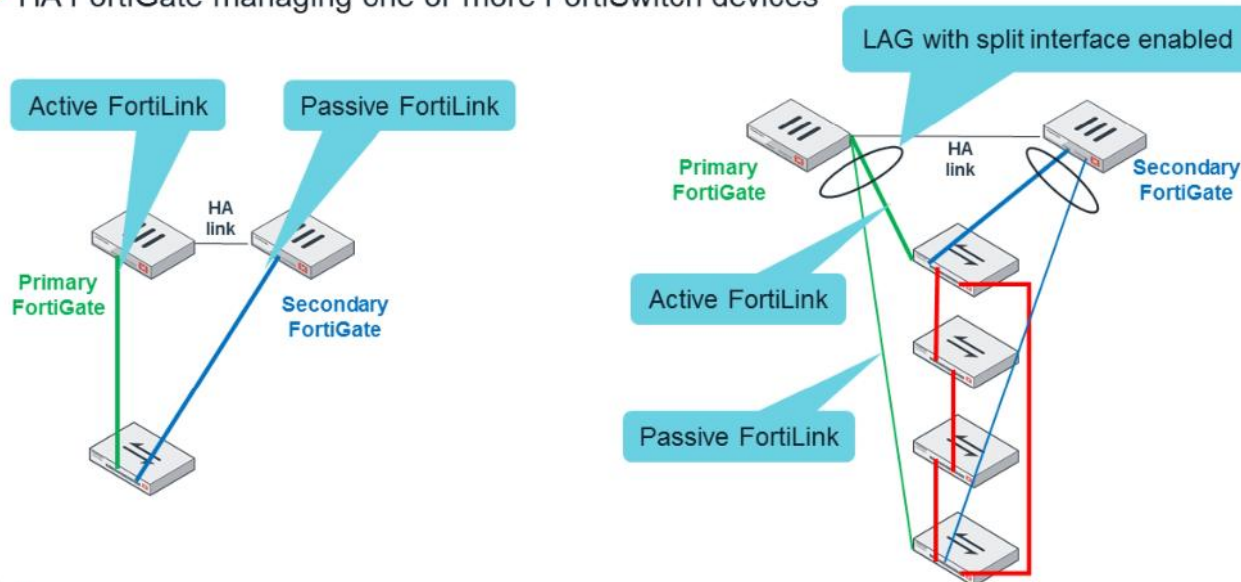 HA FortiGate managing one or more FortiSwitch devices
Active FortiLink
Passive FortiLink
HA
link
Primary
FortiGate
Secondary
FortiGate
LAG with split interface enabled
HA
link
Primary
FortiGate
Secondary
FortiGate
Active FortiLink
Passive FortiLink